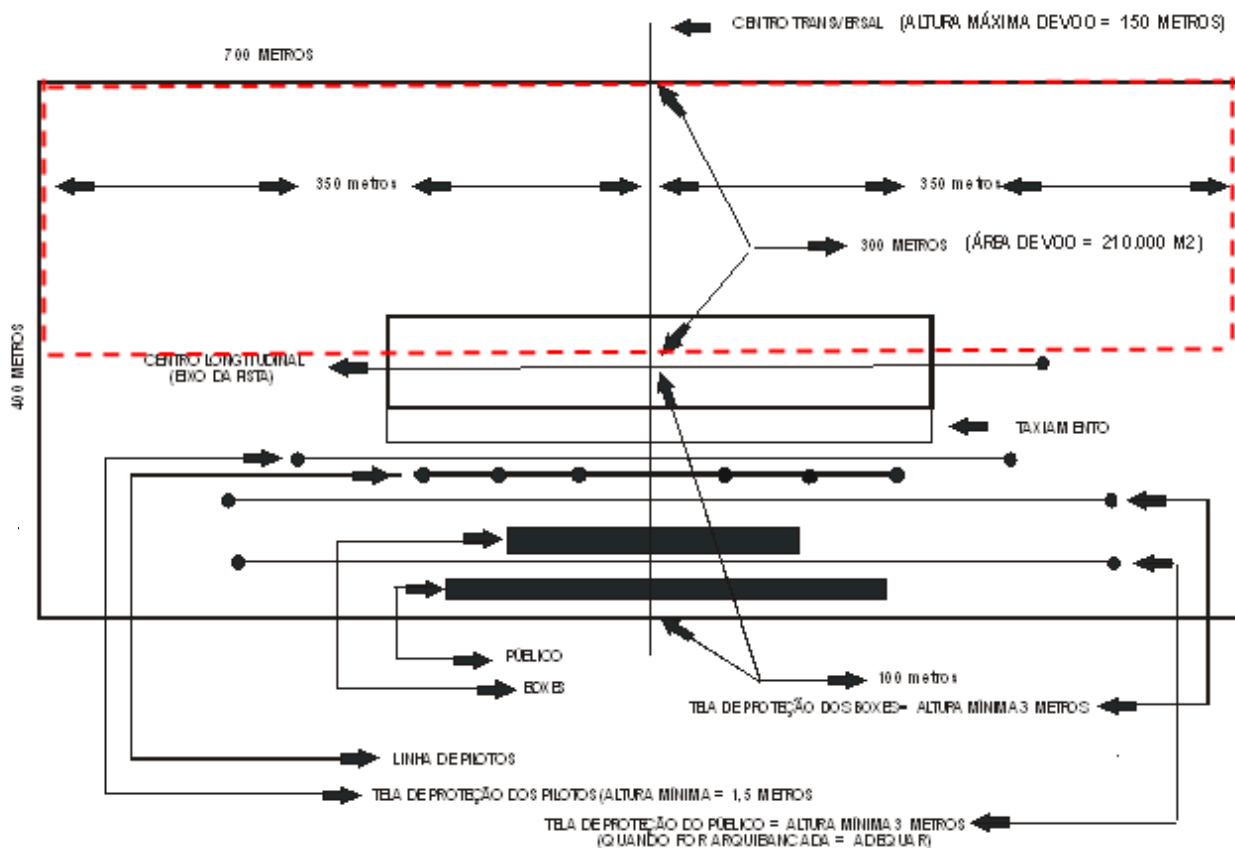 CENTRO TRANSVERSAL (ALTURA MÁXIMA DE VOO = 150 METROS)
700 METROS
350 metros
350 metros
300 METROS (ÁREA DE VOO = 210.000 M2)
400 METROS
CENTRO LONGITUDINAL
(EIXO DA PISTA)
TAXIAMENTO
PÚBLICO
BOXES
100 metros
TELA DE PROTEÇÃO DOS BOXES= ALTURA MÍNIMA 3 METROS
LINHA DE PILOTOS
TELA DE PROTEÇÃO DOS PILOTOS (ALTURA MÍNIMA = 1,5 METROS
TELA DE PROTEÇÃO DO PÚBLICO = ALTURA MÍNIMA 3 METROS
(QUANDO FOR ARQUIBANCADA = ADEQUAR)